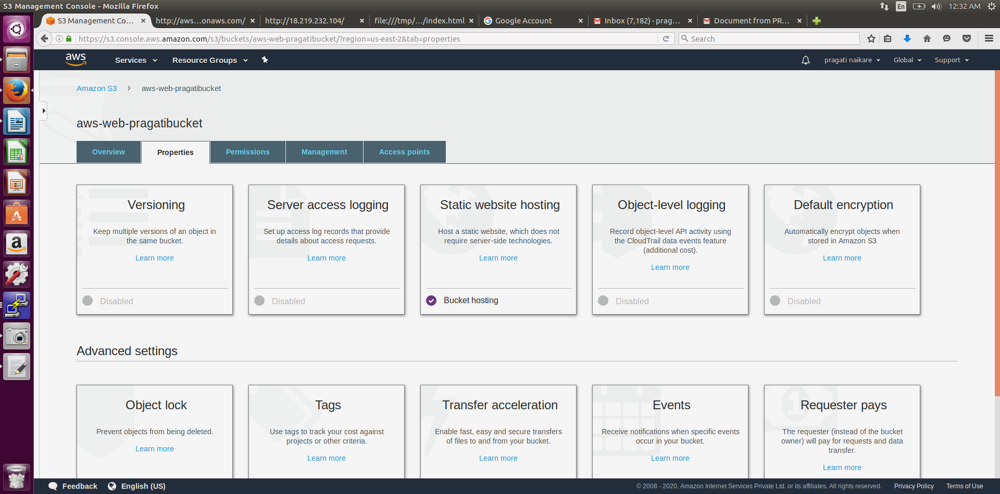 S3 Management Console - Mozilla Firefox
En
12:32 AM
S3 Management Co...
http://aws...onaws.com/
http://18.219.232.104/
file:///tmp/.../index.html
Google Account
Inbox (7,182) - prag...
Document from PR...
https://s3.console.aws.amazon.com/s3/buckets/aws-web-pragatibucket/?region=us-east-2&tab=properties
Search
aws
Services
Resource Groups
pragati naikare
Global
Support
Amazon S3
aws-web-pragatibucket
aws-web-pragatibucket
Overview
Properties
Permissions
Management
Access points
Versioning
Keep multiple versions of an object in
the same bucket.
Learn more
Disabled
Server access logging
Set up access log records that provide
details about access requests.
Learn more
Disabled
Static website hosting
Host a static website, which does not
require server-side technologies.
Learn more
Bucket hosting
Object-level logging
Record object-level API activity using
the CloudTrail data events feature
(additional cost).
Learn more
Disabled
Default encryption
Automatically encrypt objects when
stored in Amazon S3
Learn more
Disabled
Advanced settings
Object lock
Prevent objects from being deleted.
Learn more
Tags
Use tags to track your cost against
projects or other criteria.
Learn more
Transfer acceleration
Enable fast, easy and secure transfers
of files to and from your bucket.
Learn more
Events
Receive notifications when specific events
occur in your bucket.
Learn more
Requester pays
The requester (instead of the bucket
owner) will pay for requests and data
transfer.
Learn more
Feedback
English (US)
© 2008 - 2020, Amazon Internet Services Private Ltd. or its affiliates. All rights reserved.
Privacy Policy
Terms of Use